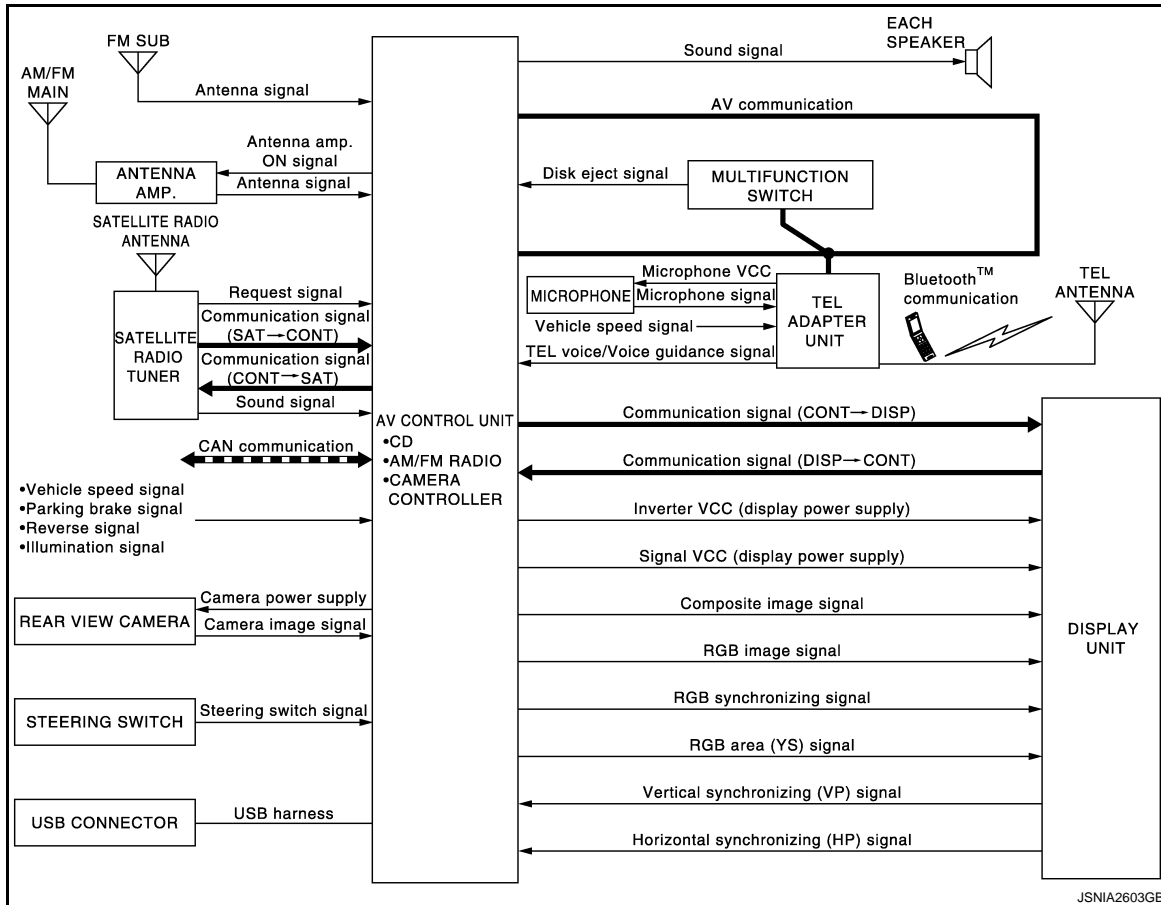 FM SUB
AM/FM
MAIN
Antenna signal
Antenna amp.
ON signal
ANTENNA
AMP.
Antenna signal
SATELLITE RADIO
ANTENNA
Request signal
Communication signal
(SAT→CONT)
SATELLITE
RADIO
TUNER
Communication signal
(CONT→SAT)
Sound signal
CAN communication
•Vehicle speed signal
•Parking brake signal
•Reverse signal
•Illumination signal
REAR VIEW CAMERA
Camera power supply
Camera image signal
STEERING SWITCH
Steering switch signal
USB CONNECTOR
USB harness
AV CONTROL UNIT
•CD
•AM/FM RADIO
•CAMERA
CONTROLLER
Sound signal
EACH
SPEAKER
AV communication
Disk eject signal
MULTIFUNCTION
SWITCH
Microphone VCC
MICROPHONE
Microphone signal
Vehicle speed signal
TEL voice/Voice guidance signal
TEL
ADAPTER
UNIT
Bluetooth™
communication
TEL
ANTENNA
Communication signal (CONT→DISP)
Communication signal (DISP→CONT)
Inverter VCC (display power supply)
Signal VCC (display power supply)
Composite image signal
RGB image signal
RGB synchronizing signal
RGB area (YS) signal
Vertical synchronizing (VP) signal
Horizontal synchronizing (HP) signal
DISPLAY
UNIT
JSNIA2603GB